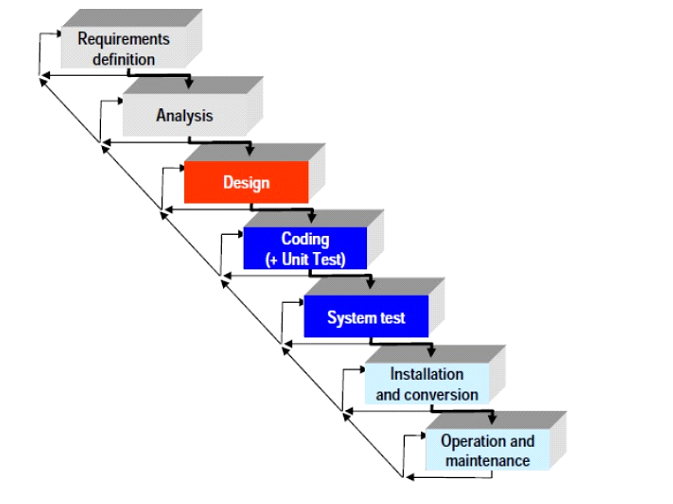 Requirements
definition
Analysis
Design
Coding
(+ Unit Test)
System test
Installation
and conversion
Operation and
maintenance